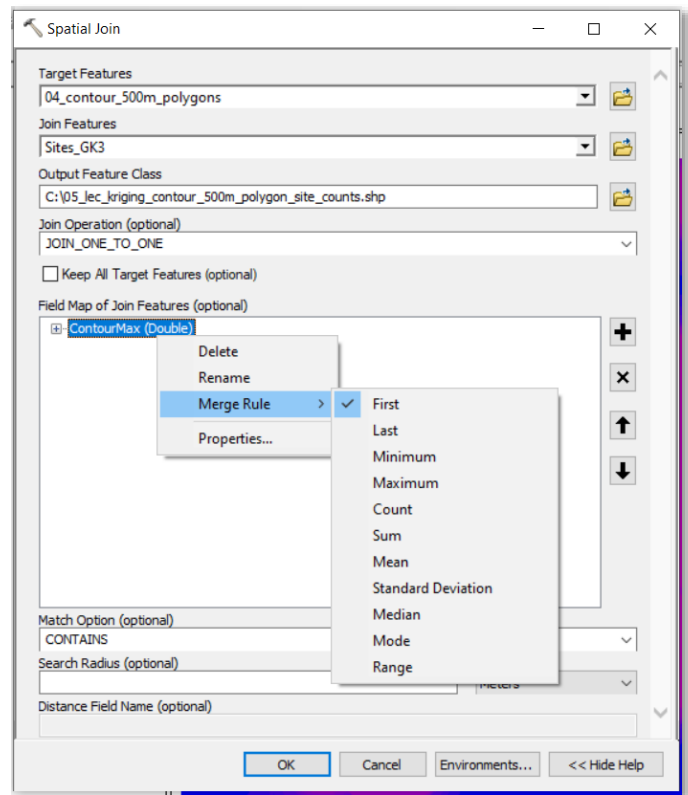 Spatial Join
Target Features
04_contour_500m_polygons
Join Features
Sites_GK3
Output Feature Class
C:\05_lec_kriging_contour_500m_polygon_site_counts.shp
Join Operation (optional)
JOIN_ONE_TO_ONE
Keep All Target Features (optional)
Field Map of Join Features (optional)
ContourMax (Double)
Delete
Rename
Merge Rule
Properties...
First
Last
Minimum
Maximum
Count
Sum
Mean
Standard Deviation
Median
Mode
Range
Match Option (optional)
CONTAINS
Search Radius (optional)
Meters
Distance Field Name (optional)
OK Cancel Environments... << Hide Help